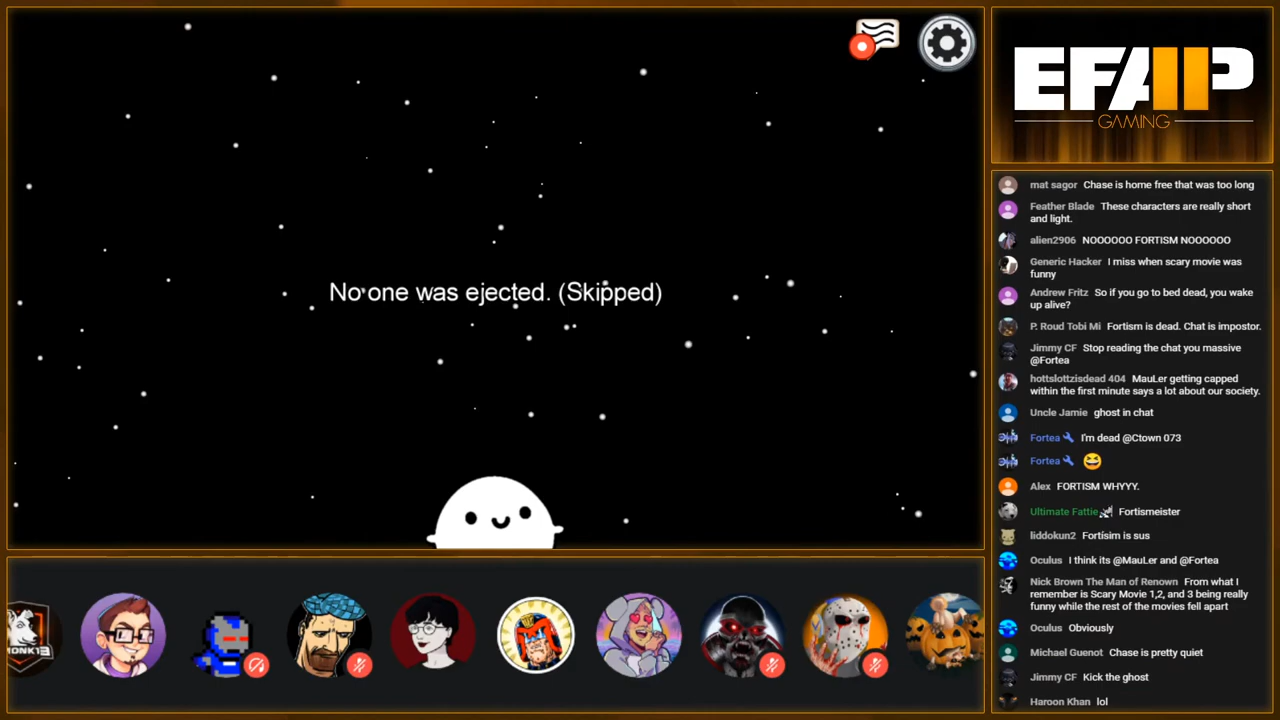 No one was ejected. (Skipped)
EFAP
GAMING
mat sagor Chase is home free that was too long
Feather Blade These characters are really short
and light.
alien2906 NOOOOOO FORTISM NOOOOOO
Generic Hacker I miss when scary movie was
funny
Andrew Fritz So if you go to bed dead, you wake
up alive?
P. Roud Tobi Mi Fortism is dead. Chat is impostor.
Jimmy CF Stop reading the chat you massive
@Fortea
hottslottzisdead 404 MauLer getting capped
within the first minute says a lot about our society.
Uncle Jamie ghost in chat
Fortea I'm dead @Ctown 073
Fortea 😆
Alex FORTISM WHYYY.
Ultimate Fattie Fortismeister
liddokun2 Fortísim is sus
Oculus I think its @MauLer and @Fortea
Nick Brown The Man of Renown From what I
remember is Scary Movie 1,2, and 3 being really
funny while the rest of the movies fell apart
Oculus Obviously
Michael Guenot Chase is pretty quiet
Jimmy CF Kick the ghost
Haroon Khan lol